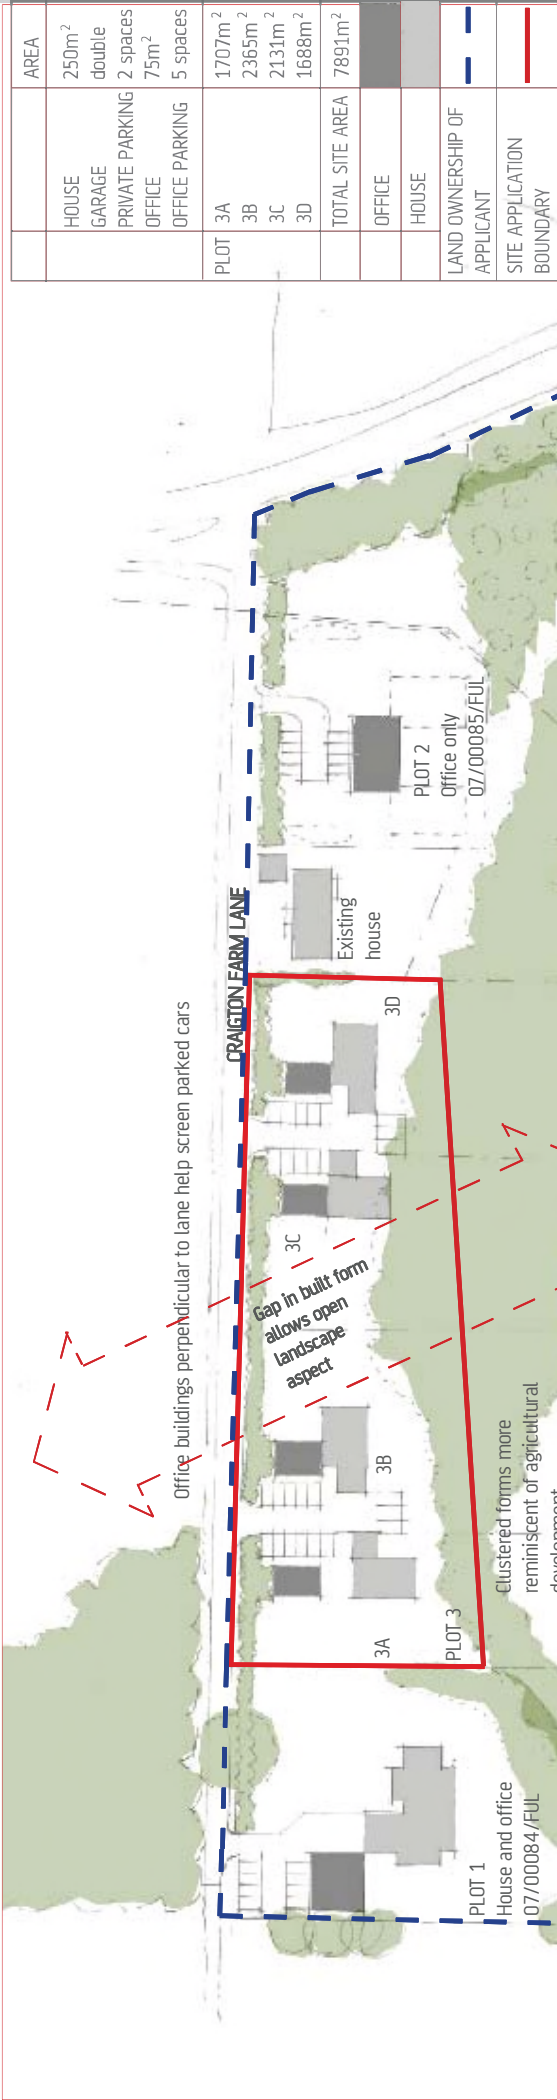 AREA
HOUSE 250m²
GARAGE double
PRIVATE PARKING 2 spaces
OFFICE 75m²
OFFICE PARKING 5 spaces
PLOT 3A 1707m²
3B 2365m²
3C 2131m²
3D 1688m²
TOTAL SITE AREA 7891m²
OFFICE
HOUSE
LAND OWNERSHIP OF
APPLICANT
SITE APPLICATION
BOUNDARY
Office buildings perpendicular to lane help screen parked cars
CRAIGTON FARM LANE
Gap in built form
allows open
landscape
aspect
3A
3B
3C
3D
PLOT 3
Existing
house
PLOT 2
Office only
07/00085/FUL
PLOT 1
House and office
07/00084/FUL
Clustered forms more
reminiscent of agricultural
development